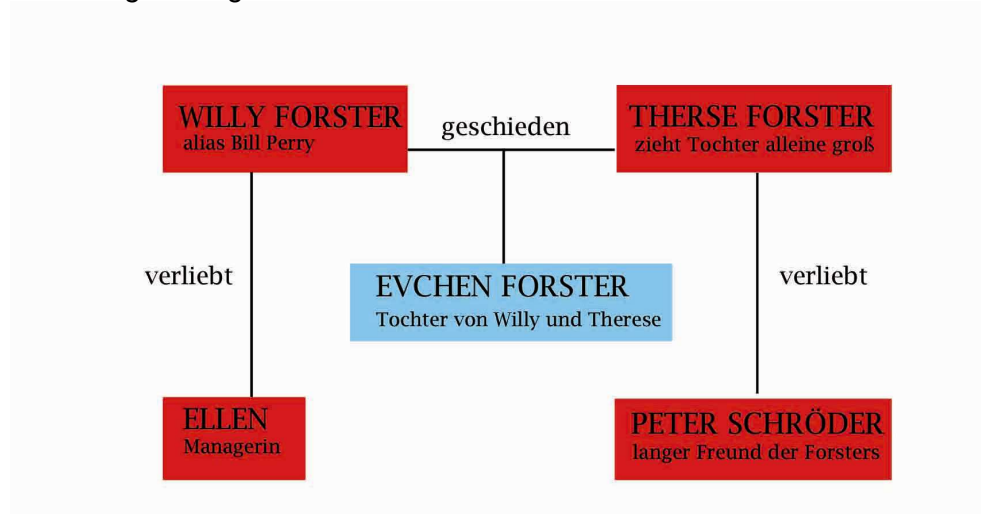 WILLY FORSTER
alias Bill Perry
geschieden
THERSE FORSTER
zieht Tochter alleine groß
verliebt
EVCHEN FORSTER
Tochter von Willy und Therese
verliebt
ELLEN
Managerin
PETER SCHRÖDER
langer Freund der Forsters